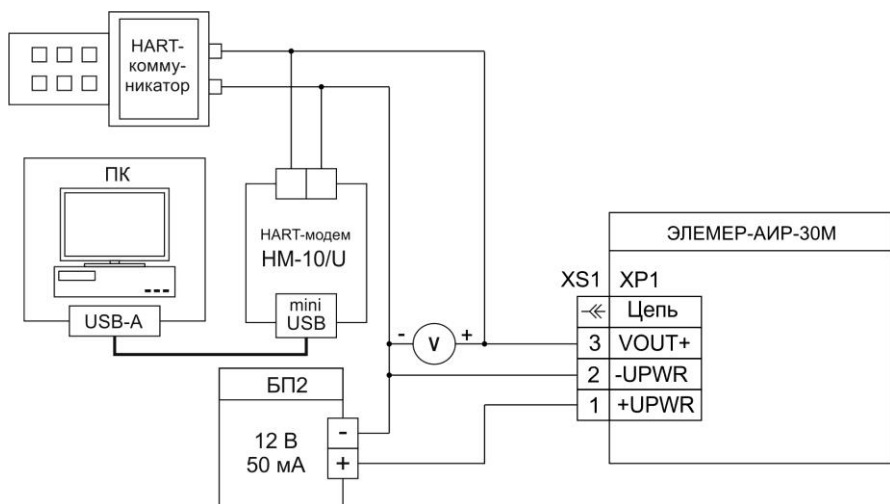 HART-
комму-
никатор
ПК
HART-модем
HM-10/U
mini
USB
USB-A
ЭЛЕМЕР-АИР-30М
XS1 XP1
Цепь
- V +
3 VOUT+
2 -UPWR
1 +UPWR
БП2
12 В
50 мА
-
+